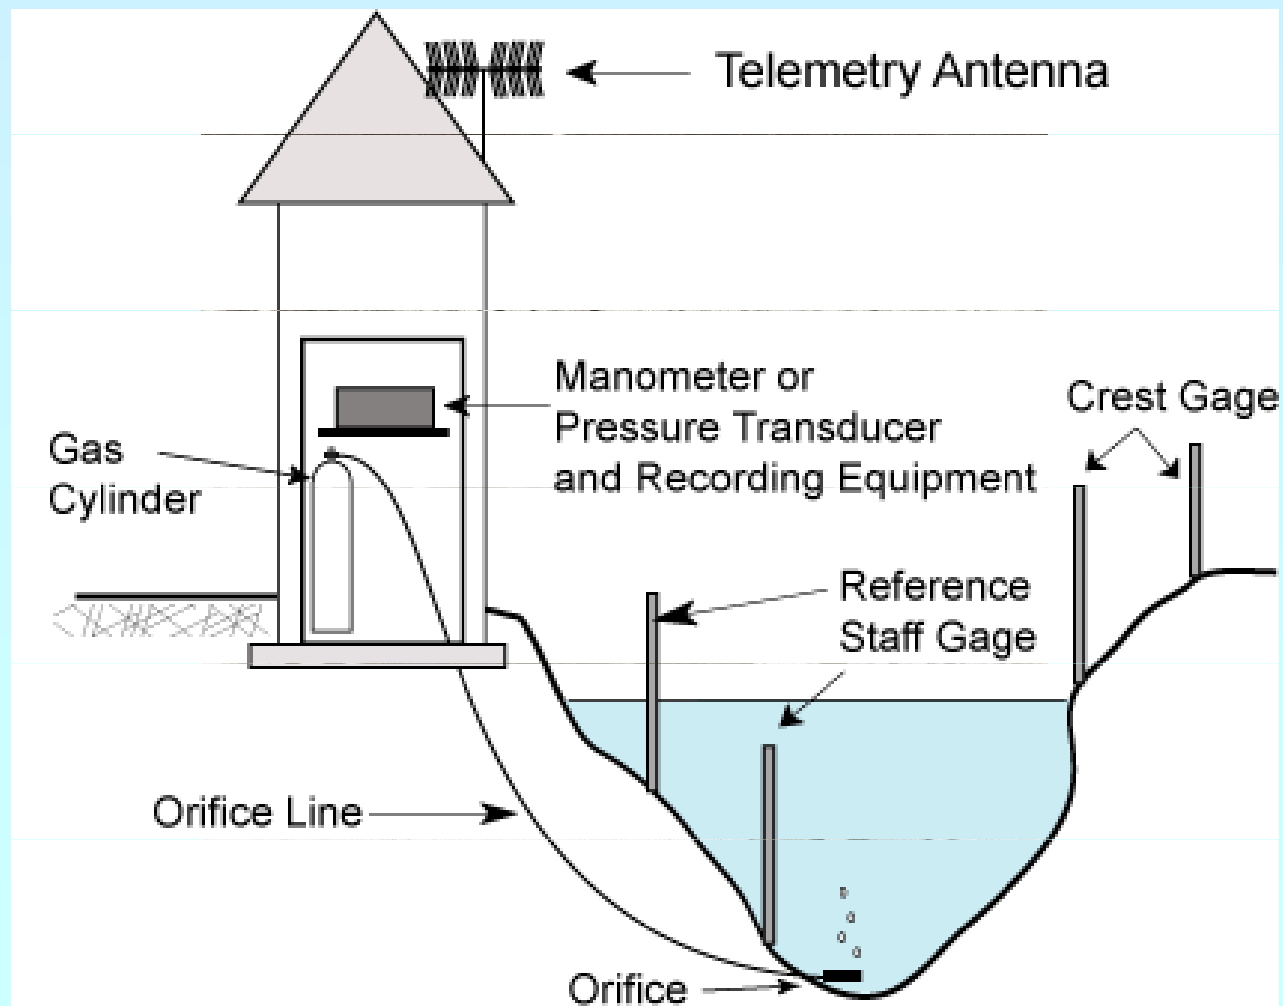 Telemetry Antenna
Manometer or
Pressure Transducer
and Recording Equipment
Crest Gage
Gas
Cylinder
Reference
Staff Gage
Orifice Line
Orifice